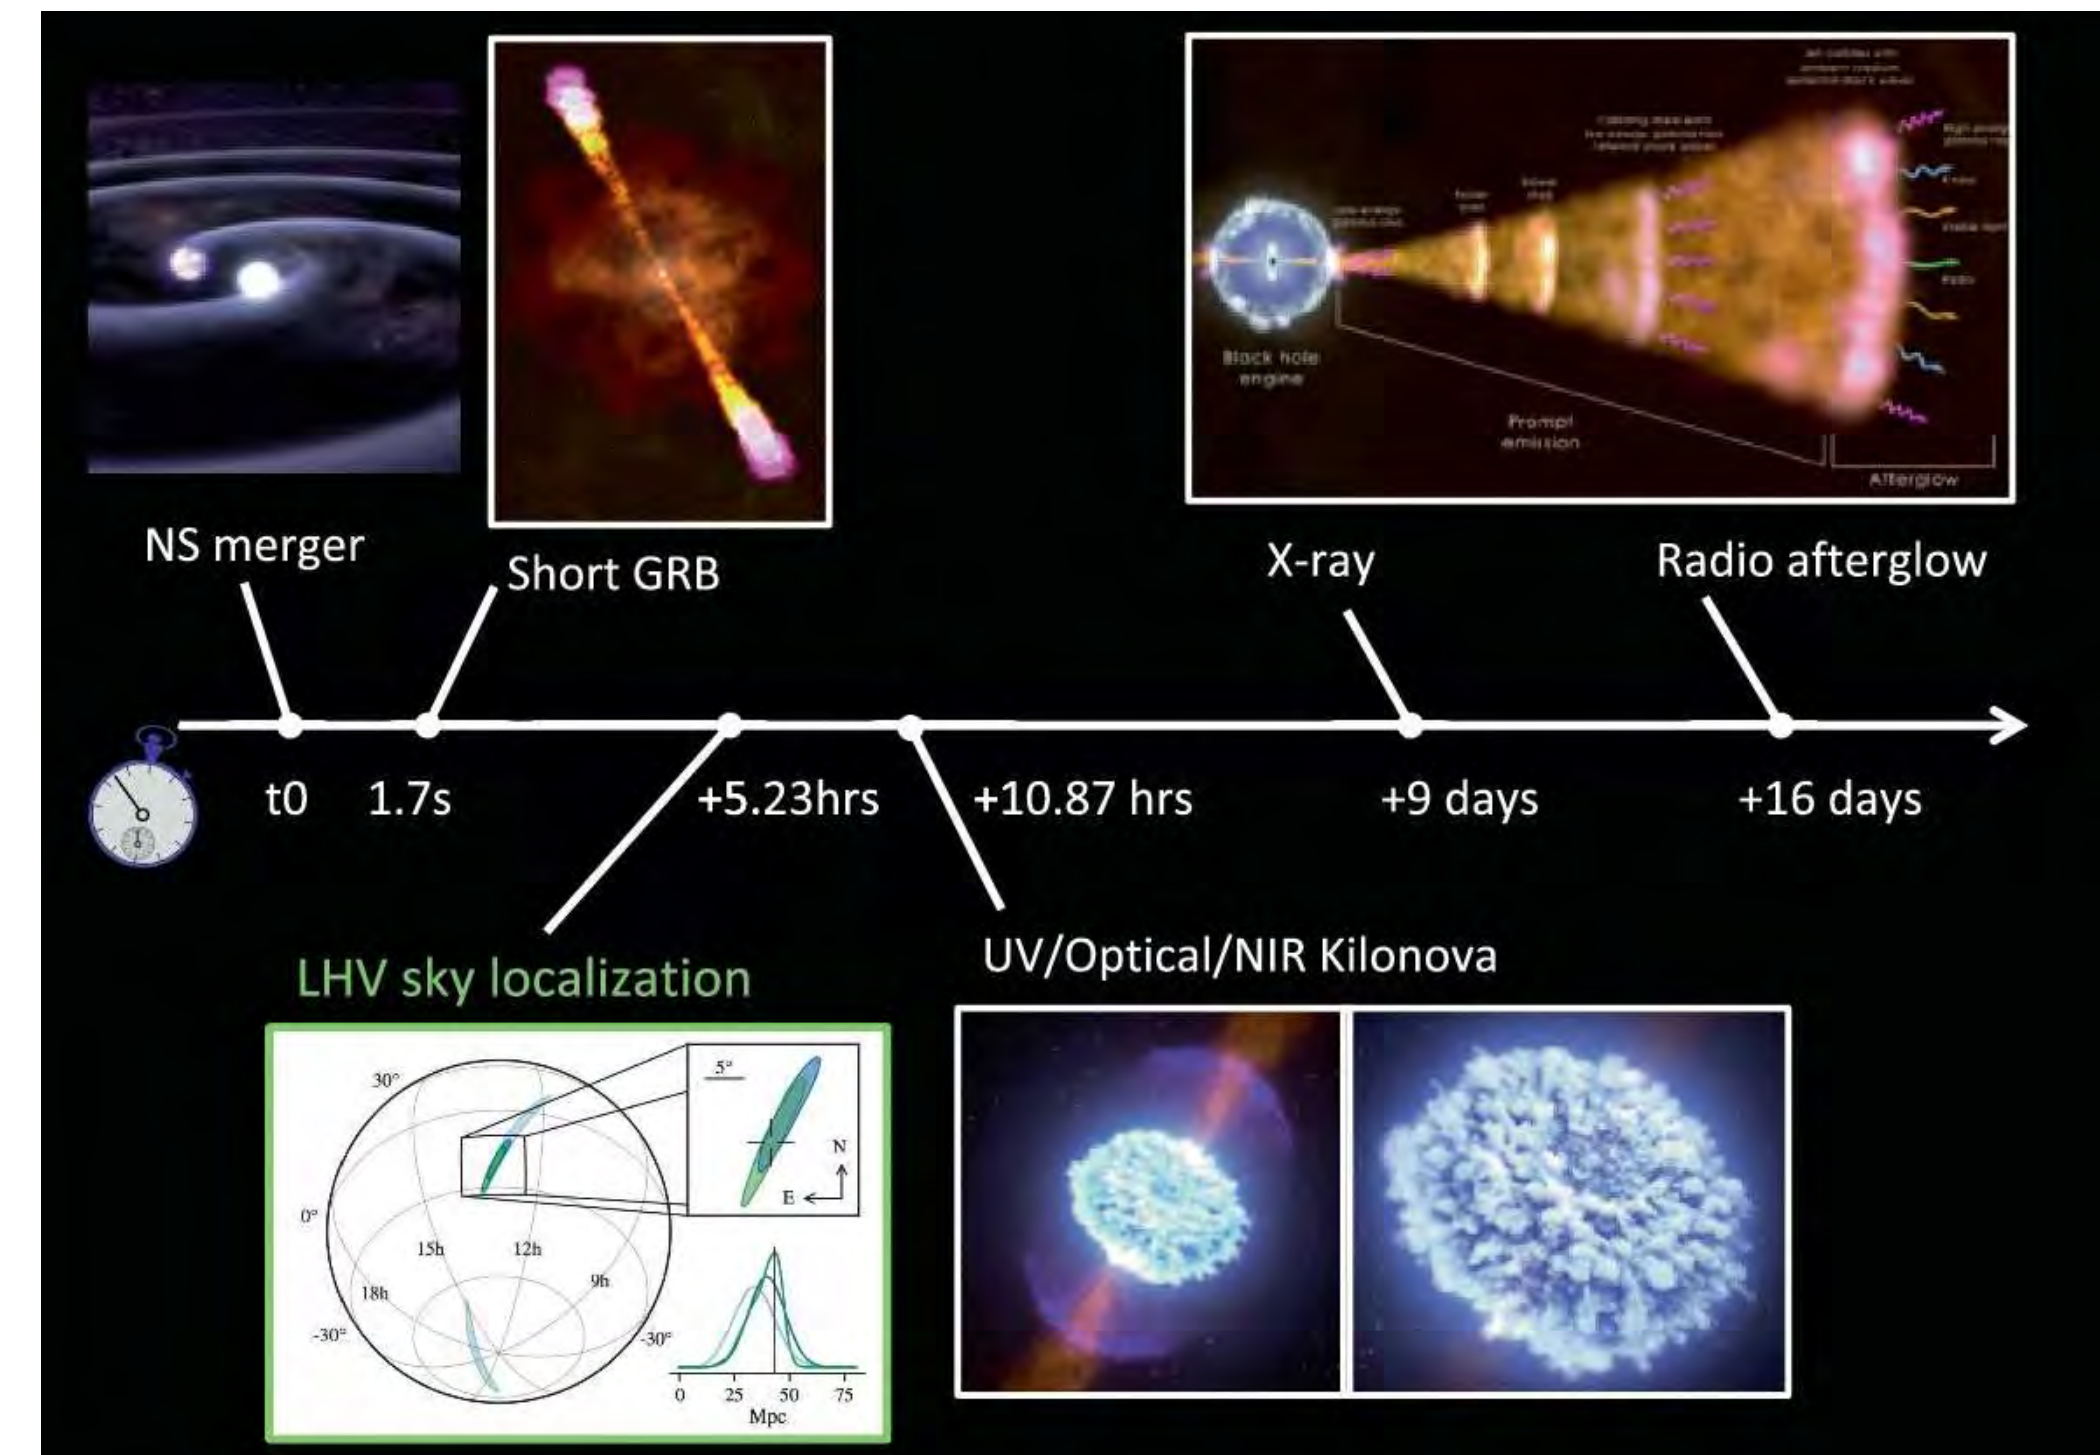 NS merger
Short GRB
Black hole
engine
Prompt
emission
Afterglow
X-ray
Radio afterglow
t0
1.7s
+5.23hrs
+10.87 hrs
+9 days
+16 days
LHV sky localization
UV/Optical/NIR Kilonova
30°
0°
15h
12h
18h
9h
-30°
-30°
5°
N
E
0
25
50
75
Mpc